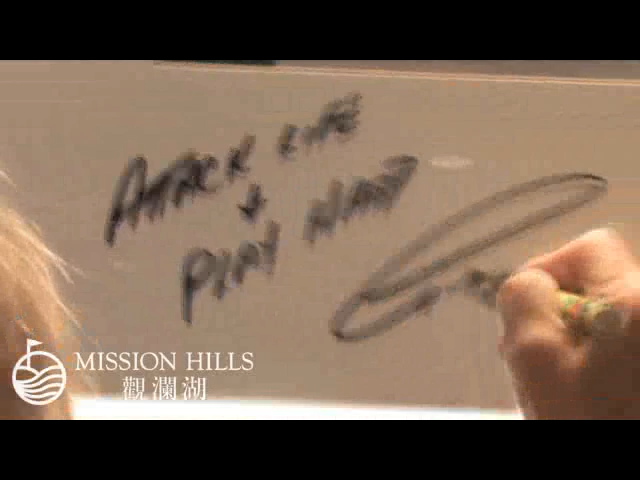 ATTACK LIFE
+
PLAY HARD
MISSION HILLS
觀瀾湖